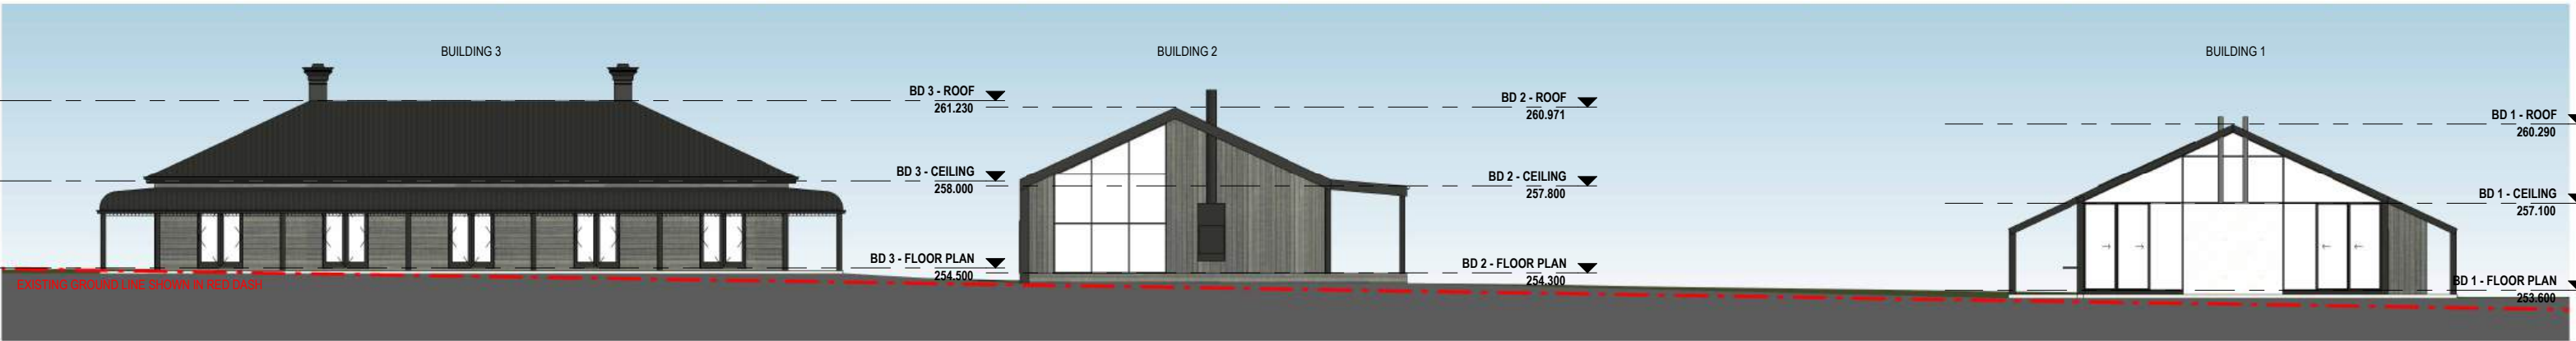 BUILDING 3
BUILDING 2
BUILDING 1
BD 3 - ROOF
261.230
BD 3 - CEILING
258.000
BD 3 - FLOOR PLAN
254.500
BD 2 - ROOF
260.971
BD 2 - CEILING
257.800
BD 2 - FLOOR PLAN
254.300
BD 1 - ROOF
260.290
BD 1 - CEILING
257.100
BD 1 - FLOOR PLAN
253.600
EXISTING GROUND LINE SHOWN IN RED DASH